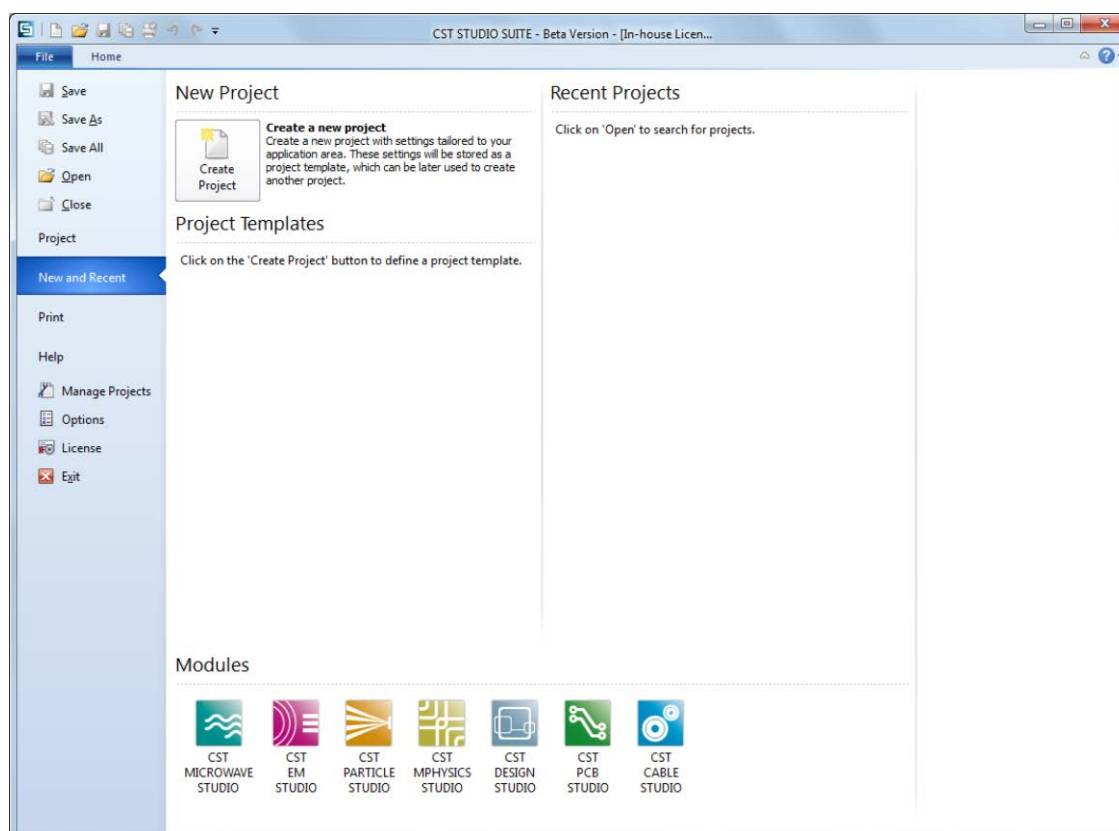 CST STUDIO SUITE - Beta Version - [In-house Licen...
File Home
Save
Save As
Save All
Open
Close
Project
New and Recent
Print
Help
Manage Projects
Options
License
Exit
New Project
Create Project
Create a new project
Create a new project with settings tailored to your
application area. These settings will be stored as a
project template, which can be later used to create
another project.
Project Templates
Click on the 'Create Project' button to define a project template.
Recent Projects
Click on 'Open' to search for projects.
Modules
CST MICROWAVE STUDIO
CST EM STUDIO
CST PARTICLE STUDIO
CST MPHYSICS STUDIO
CST DESIGN STUDIO
CST PCB STUDIO
CST CABLE STUDIO